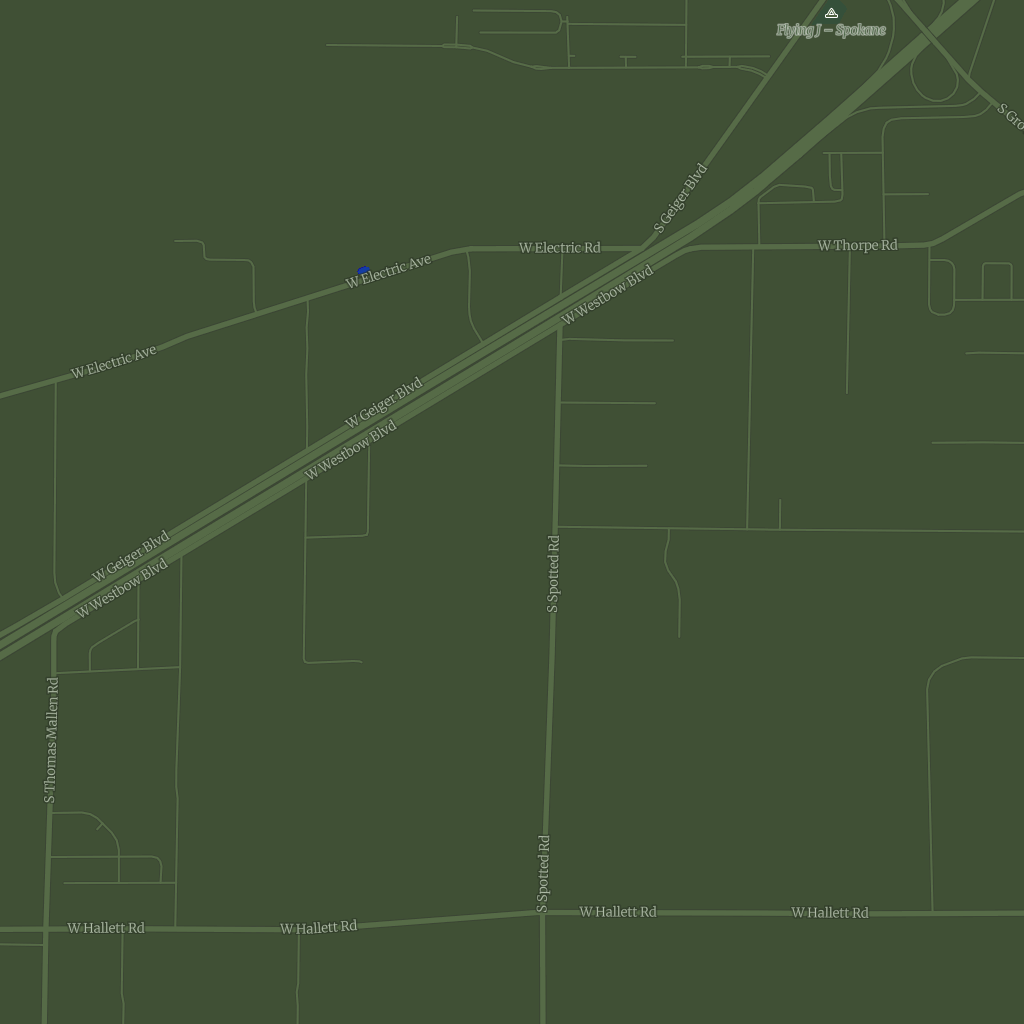 Flying J – Spokane
S Gro
S Geiger Blvd
W Electric Rd
W Thorpe Rd
W Electric Ave
W Westbow Blvd
W Electric Ave
W Geiger Blvd
W Westbow Blvd
W Geiger Blvd
W Westbow Blvd
S Spotted Rd
S Thomas Mallen Rd
S Spotted Rd
W Hallett Rd
W Hallett Rd
W Hallett Rd
W Hallett Rd